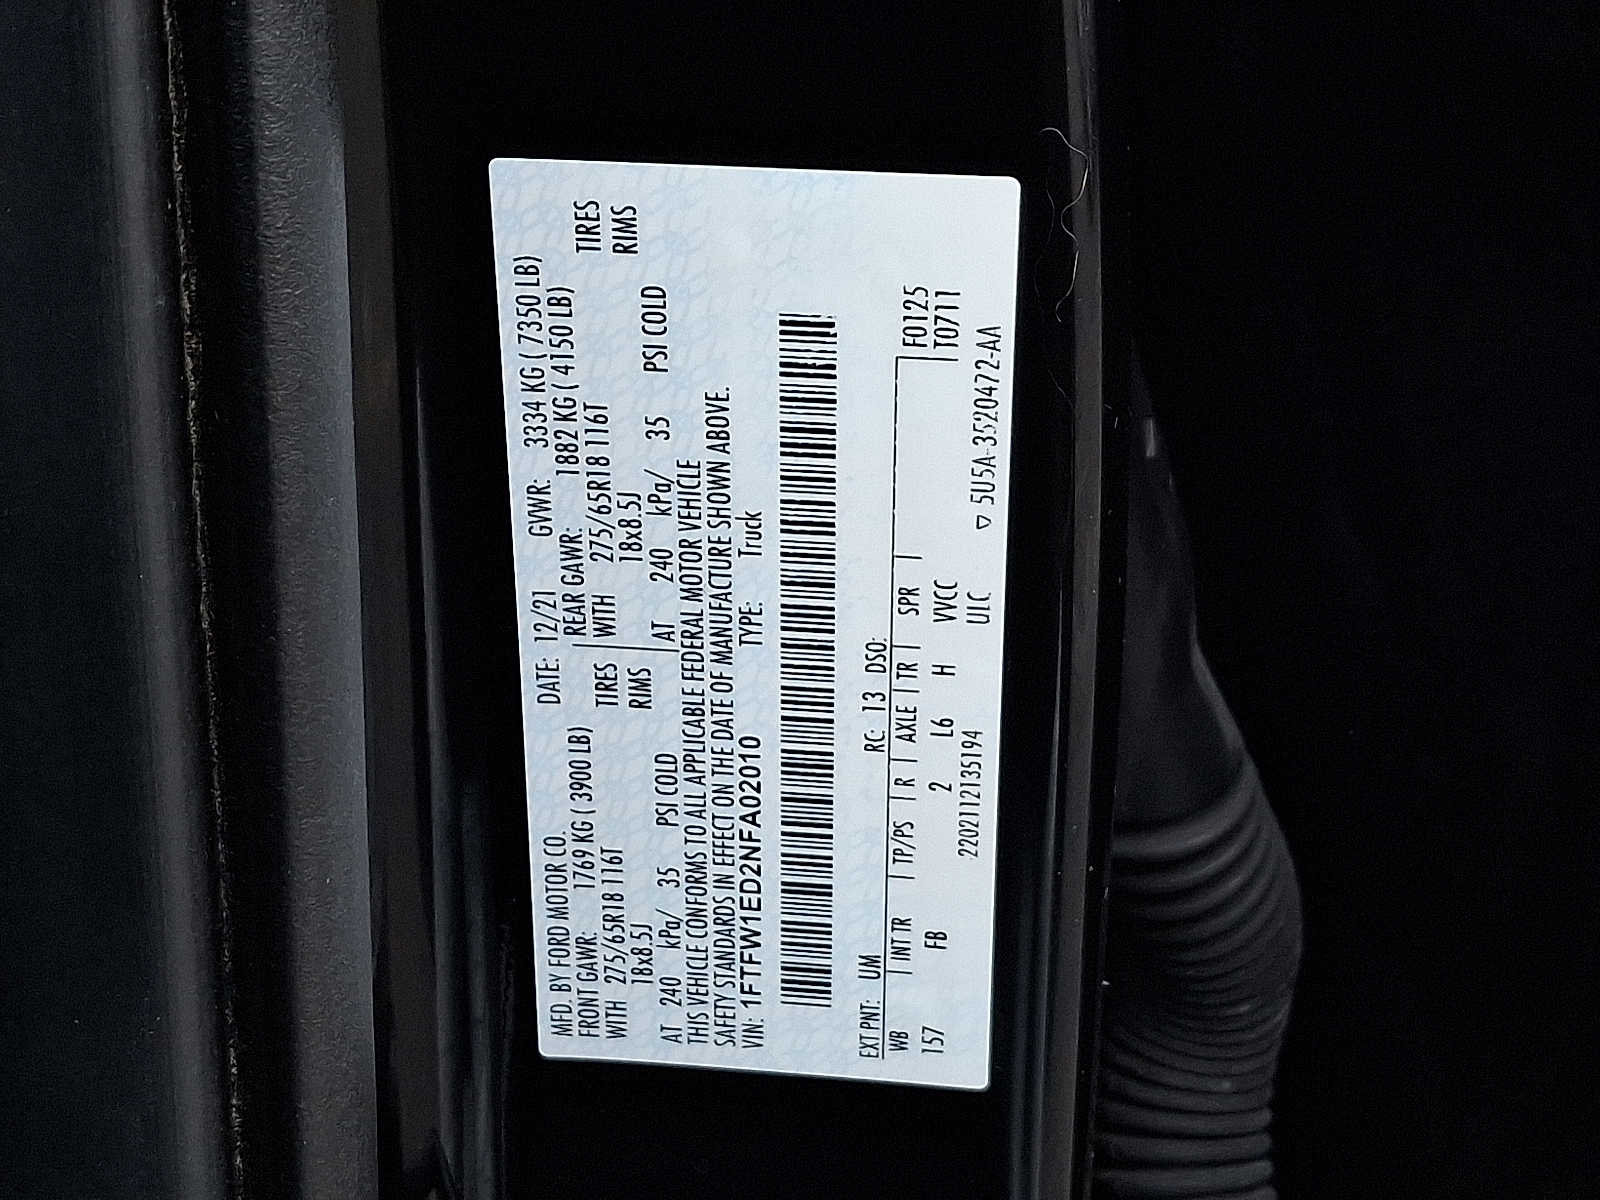 MFD. BY FORD MOTOR CO. DATE: 12/21 GVWR: 3334 KG ( 7350 LB)
FRONT GAWR: 1769 KG ( 3900 LB) REAR GAWR: 1882 KG ( 4150 LB)
WITH 275/65R18 116T TIRES WITH 275/65R18 116T TIRES
18x8.5J RIMS 18x8.5J RIMS
AT 240 kPa/ 35 PSI COLD AT 240 kPa/ 35 PSI COLD
THIS VEHICLE CONFORMS TO ALL APPLICABLE FEDERAL MOTOR VEHICLE
SAFETY STANDARDS IN EFFECT ON THE DATE OF MANUFACTURE SHOWN ABOVE.
VIN: 1FTFW1ED2NFA02010 TYPE: Truck
EXT PNT: UM RC: 13 DSO:
WB INT TR TP/PS R AXLE TR SPR F0125
157 FB 2 L6 H VVCC T0711
2202112135194 ULC ▽ 5U5A-3520472-AA